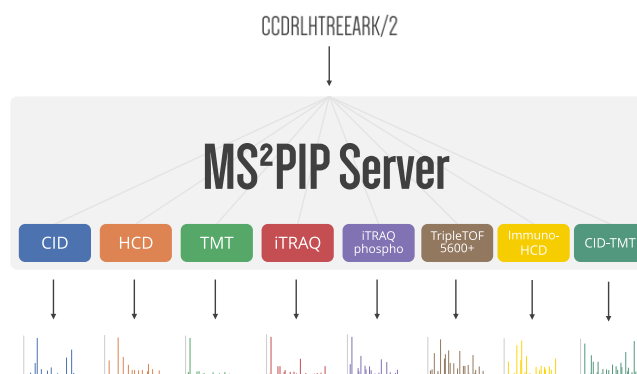 CCDRLHTREEARK/2
MS²PIP Server
CID
HCD
TMT
iTRAQ
iTRAQ
phospho
TripleTOF
5600+
Immuno-
HCD
CID-TMT